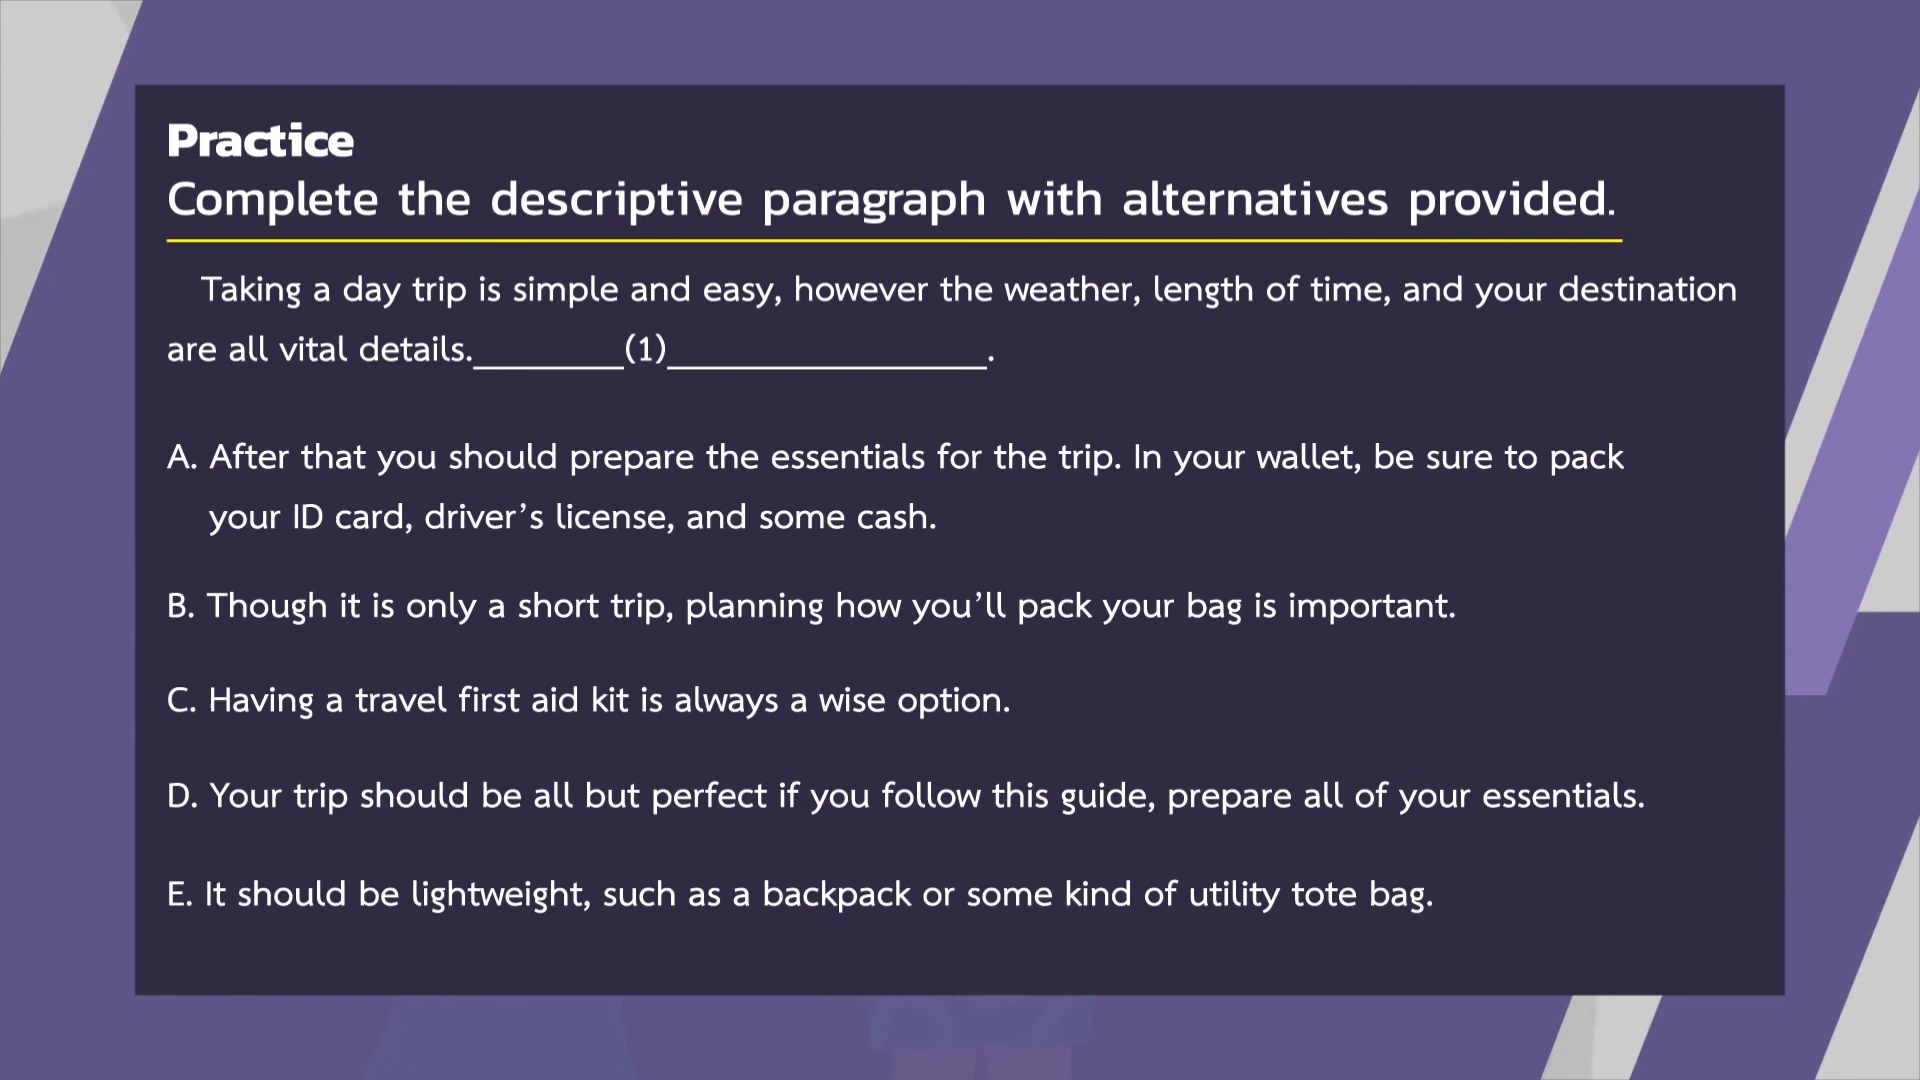 Practice
Complete the descriptive paragraph with alternatives provided.
Taking a day trip is simple and easy, however the weather, length of time, and your destination
are all vital details.________(1)_________________.
A. After that you should prepare the essentials for the trip. In your wallet, be sure to pack
your ID card, driver’s license, and some cash.
B. Though it is only a short trip, planning how you’ll pack your bag is important.
C. Having a travel first aid kit is always a wise option.
D. Your trip should be all but perfect if you follow this guide, prepare all of your essentials.
E. It should be lightweight, such as a backpack or some kind of utility tote bag.